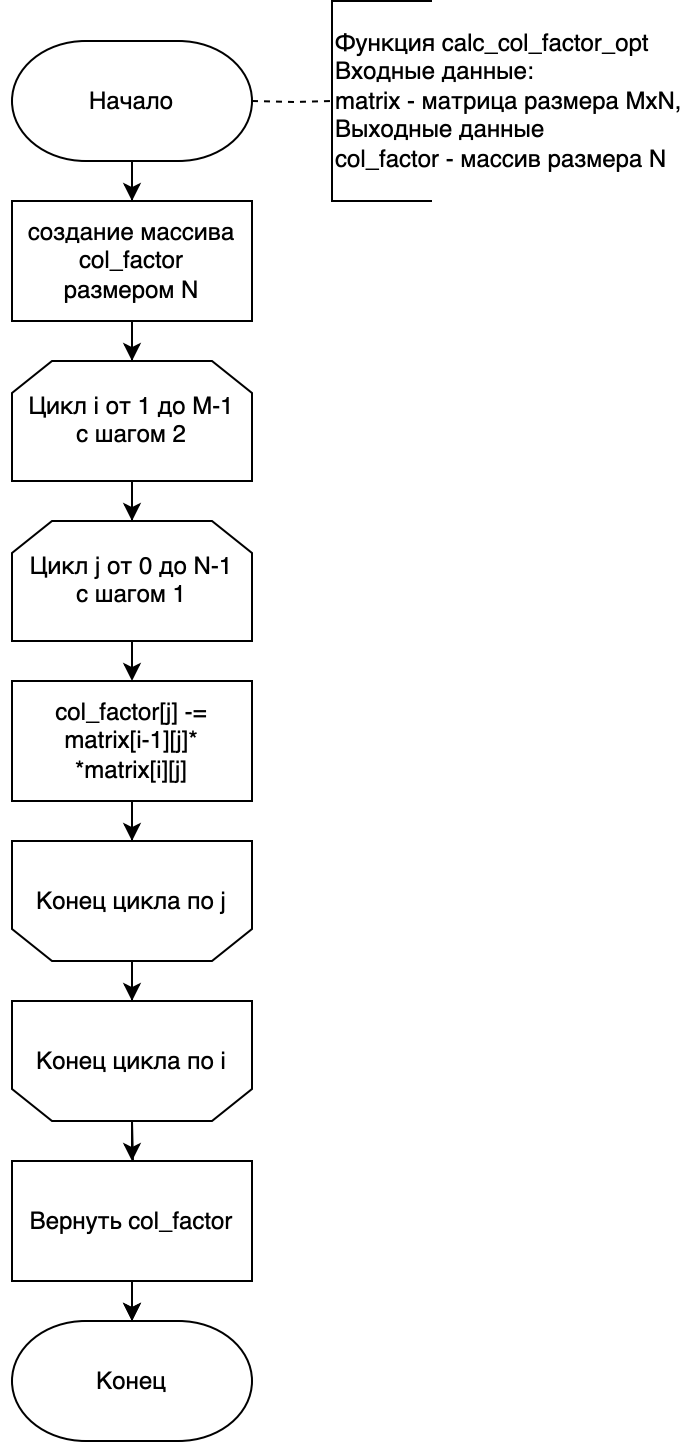 Начало
Функция calc_col_factor_opt
Входные данные:
matrix - матрица размера MxN,
Выходные данные
col_factor - массив размера N
создание массива
col_factor
размером N
Цикл i от 1 до M-1
с шагом 2
Цикл j от 0 до N-1
с шагом 1
col_factor[j] -=
matrix[i-1][j]*
*matrix[i][j]
Конец цикла по j
Конец цикла по i
Вернуть col_factor
Конец